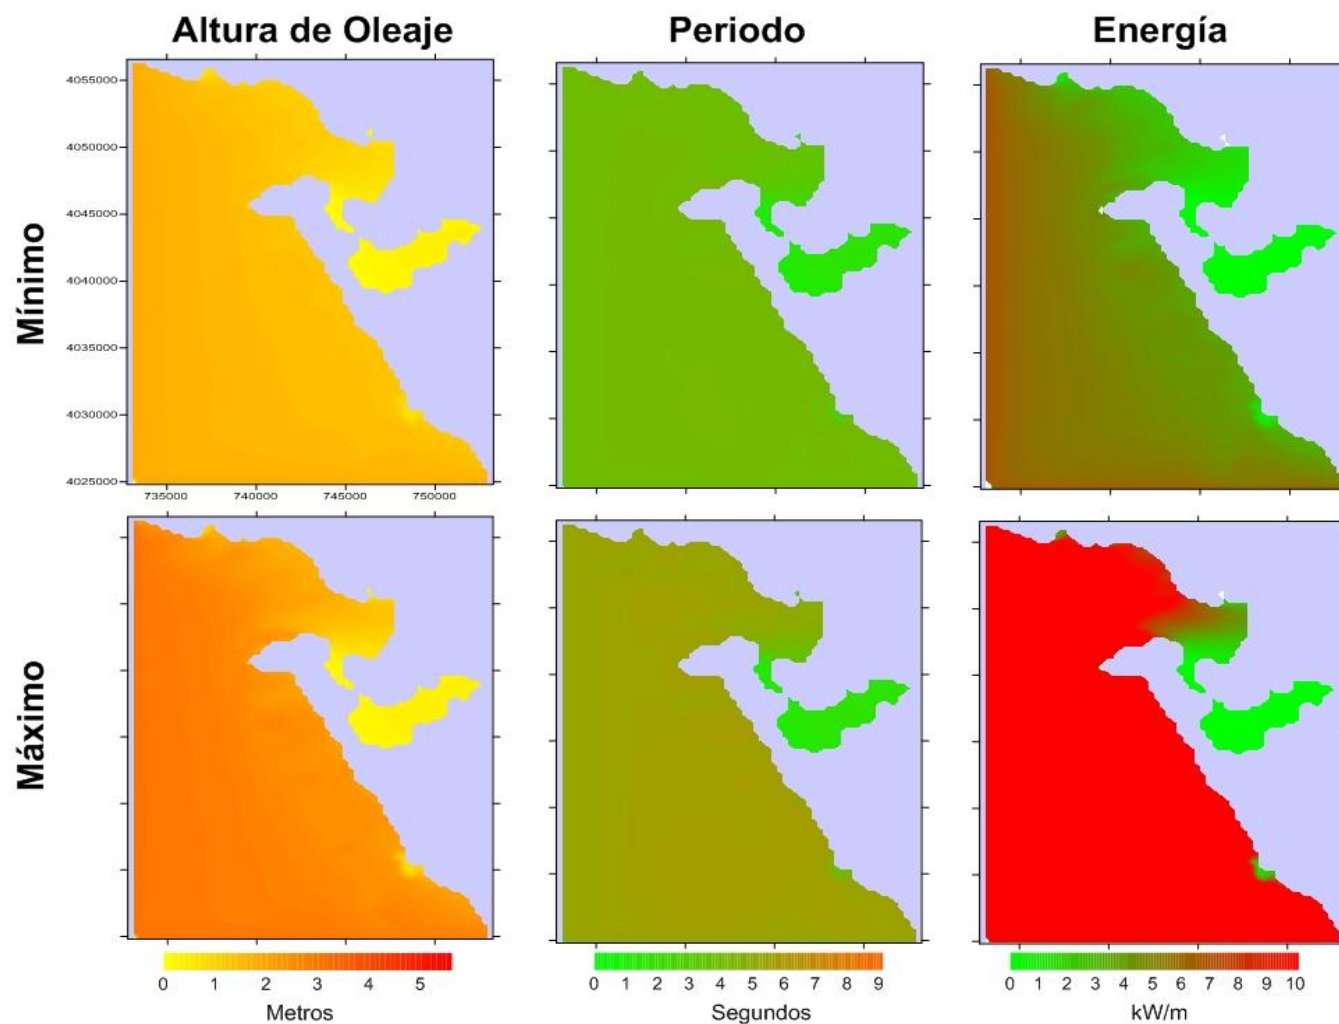 Altura de Oleaje
Periodo
Energía
Mínimo
4055000
4050000
4045000
4040000
4035000
4030000
4025000
735000 740000 745000 750000
Máximo
0 1 2 3 4 5
Metros
0 1 2 3 4 5 6 7 8 9
Segundos
0 1 2 3 4 5 6 7 8 9 10
kW/m